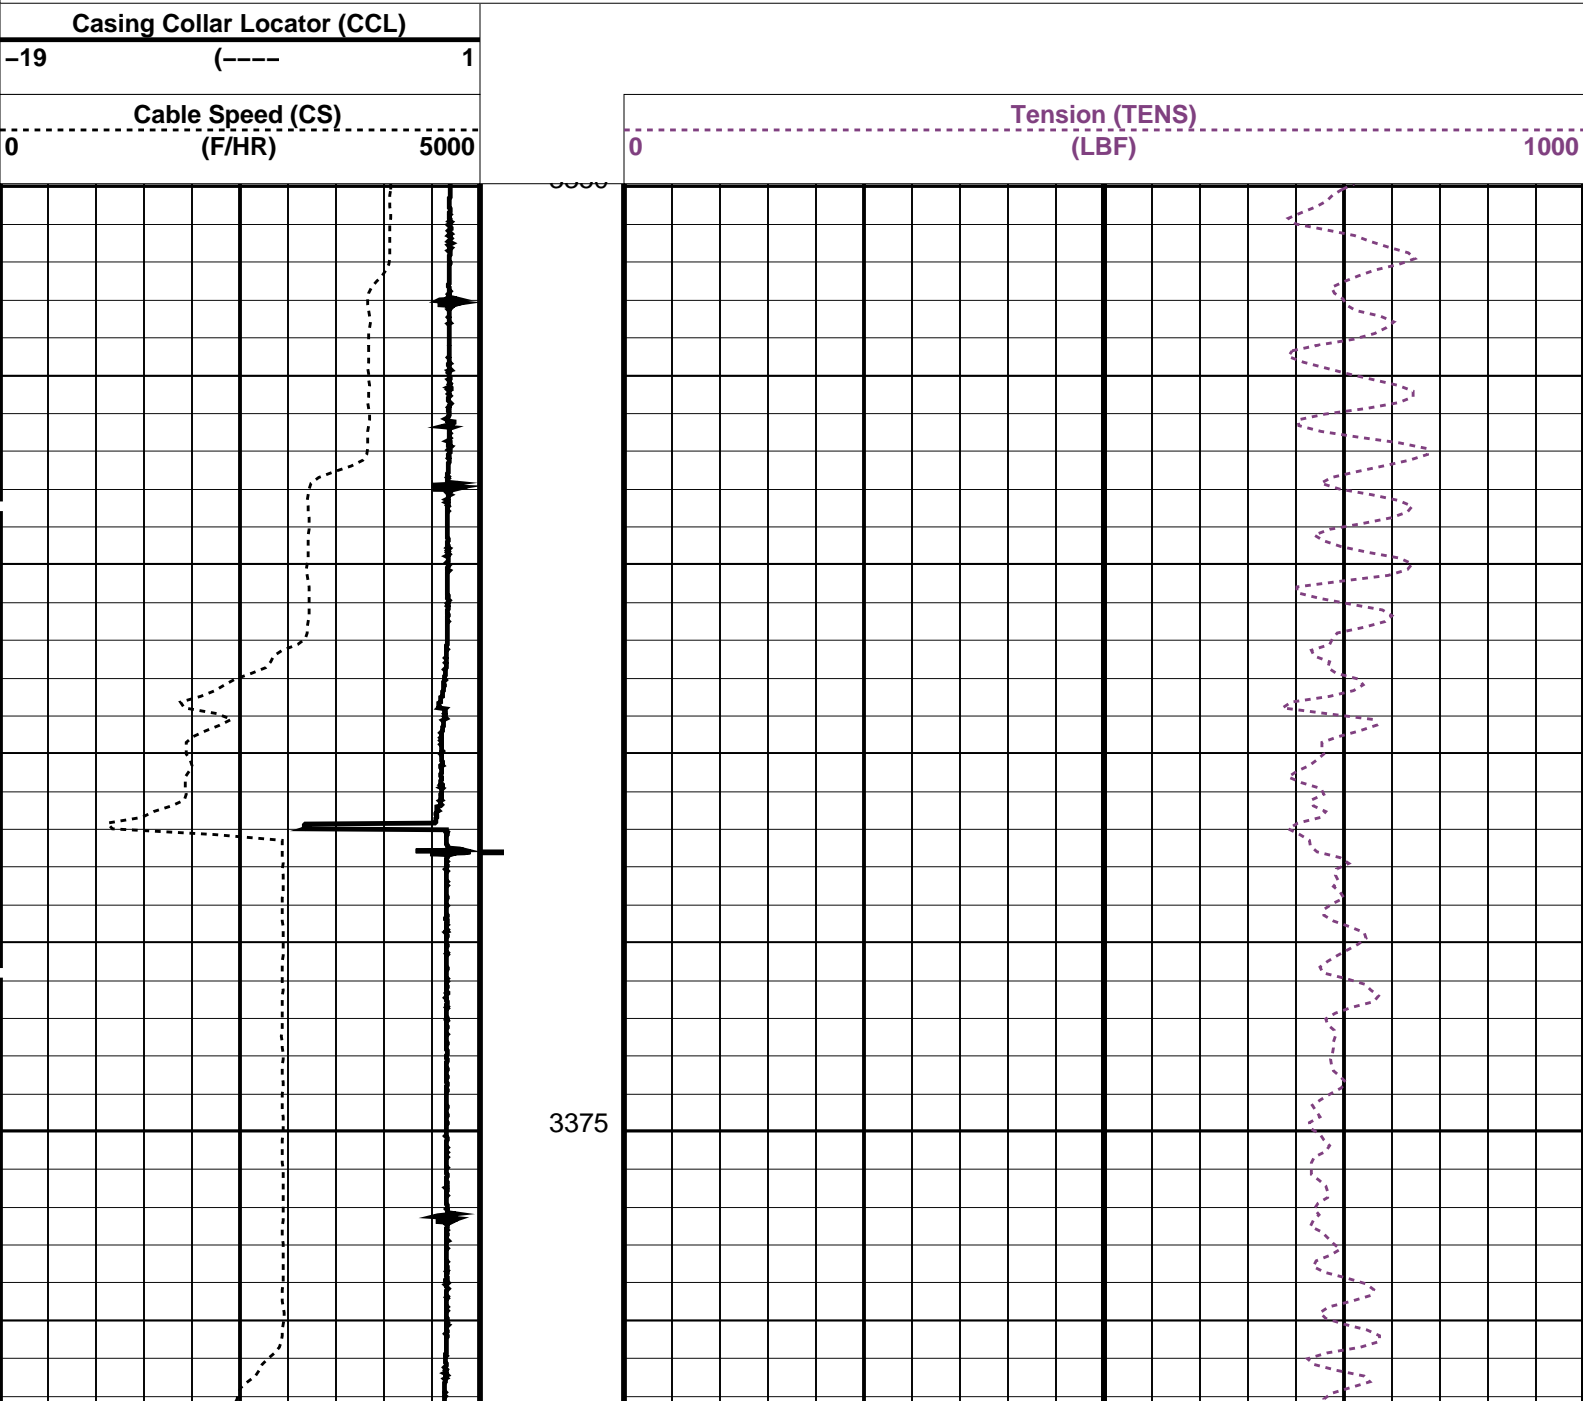 Casing Collar Locator (CCL)
−19 (−−−− 1
Cable Speed (CS)
0 (F/HR) 5000
Tension (TENS)
0 (LBF) 1000
3375